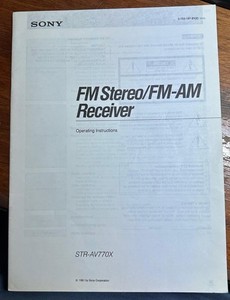 SONY
FM Stereo/FM-AM
Receiver
Operating Instructions
STR-AV770X